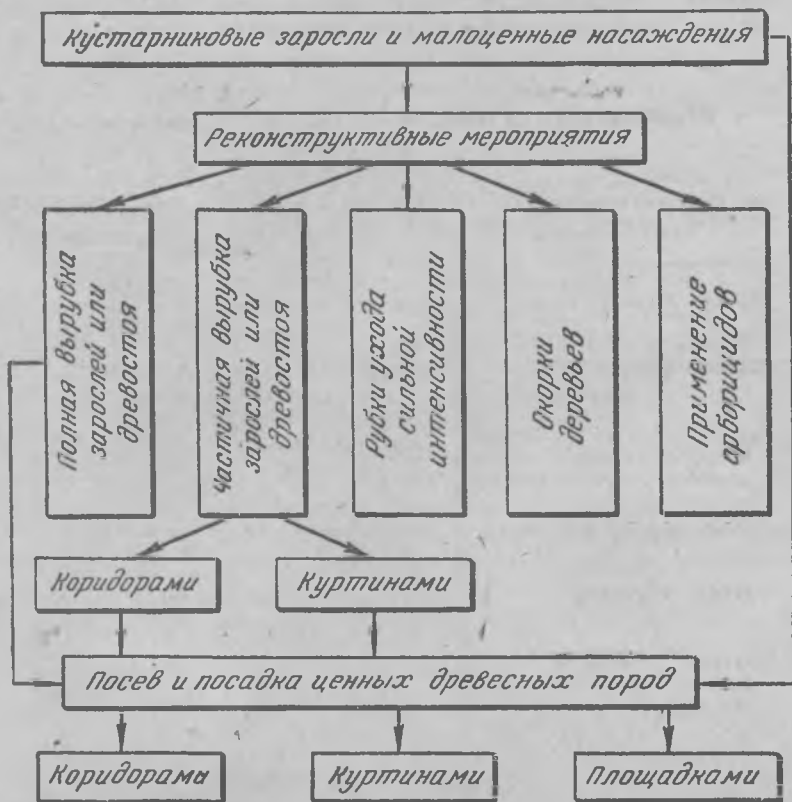 Кустарниковые заросли и малоценные насаждения
Реконструктивные мероприятия
Полная вырубка
зарослей или
древостоя
Частичная вырубка
зарослей или
древостоя
Рубки ухода
сильной
интенсивности
Окорки
деревьев
Применение
арборицидов
Коридорами
Куртинами
Посев и посадка ценных древесных пород
Коридорами
Куртинами
Площадками